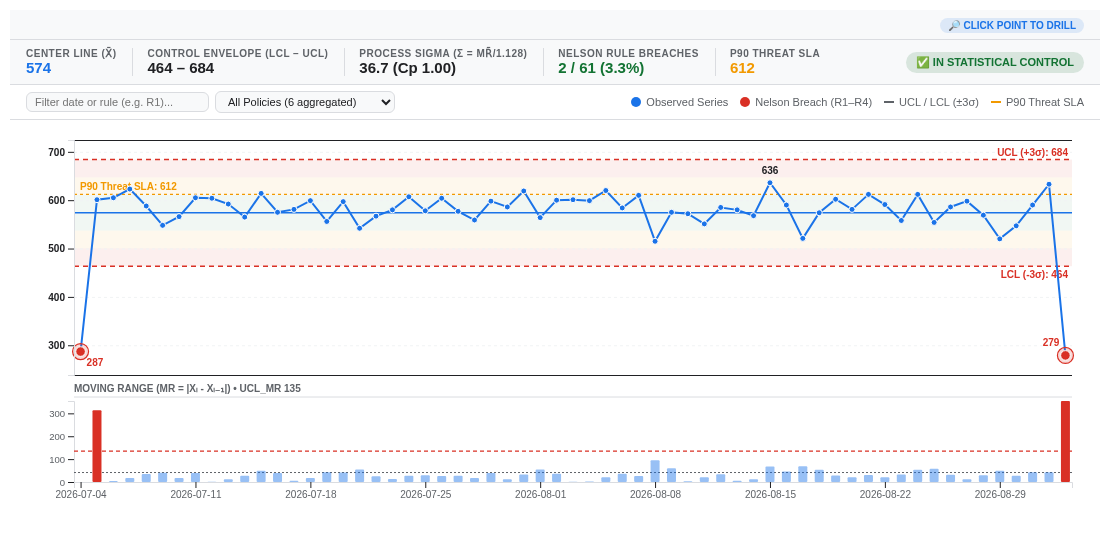 🔎 CLICK POINT TO DRILL
CENTER LINE (X̄)
574
CONTROL ENVELOPE (LCL – UCL)
464 – 684
PROCESS SIGMA (Σ = MR̄/1.128)
36.7 (Cp 1.00)
NELSON RULE BREACHES
2 / 61 (3.3%)
P90 THREAT SLA
612
✅ IN STATISTICAL CONTROL
Filter date or rule (e.g. R1)...
All Policies (6 aggregated)
Observed Series
Nelson Breach (R1–R4)
UCL / LCL (±3σ)
P90 Threat SLA
700
600
500
400
300
UCL (+3σ): 684
P90 Threat SLA: 612
636
LCL (-3σ): 464
287
279
MOVING RANGE (MR = |Xᵢ - Xᵢ₋₁|) • UCL_MR 135
300
200
100
0
2026-07-04
2026-07-11
2026-07-18
2026-07-25
2026-08-01
2026-08-08
2026-08-15
2026-08-22
2026-08-29